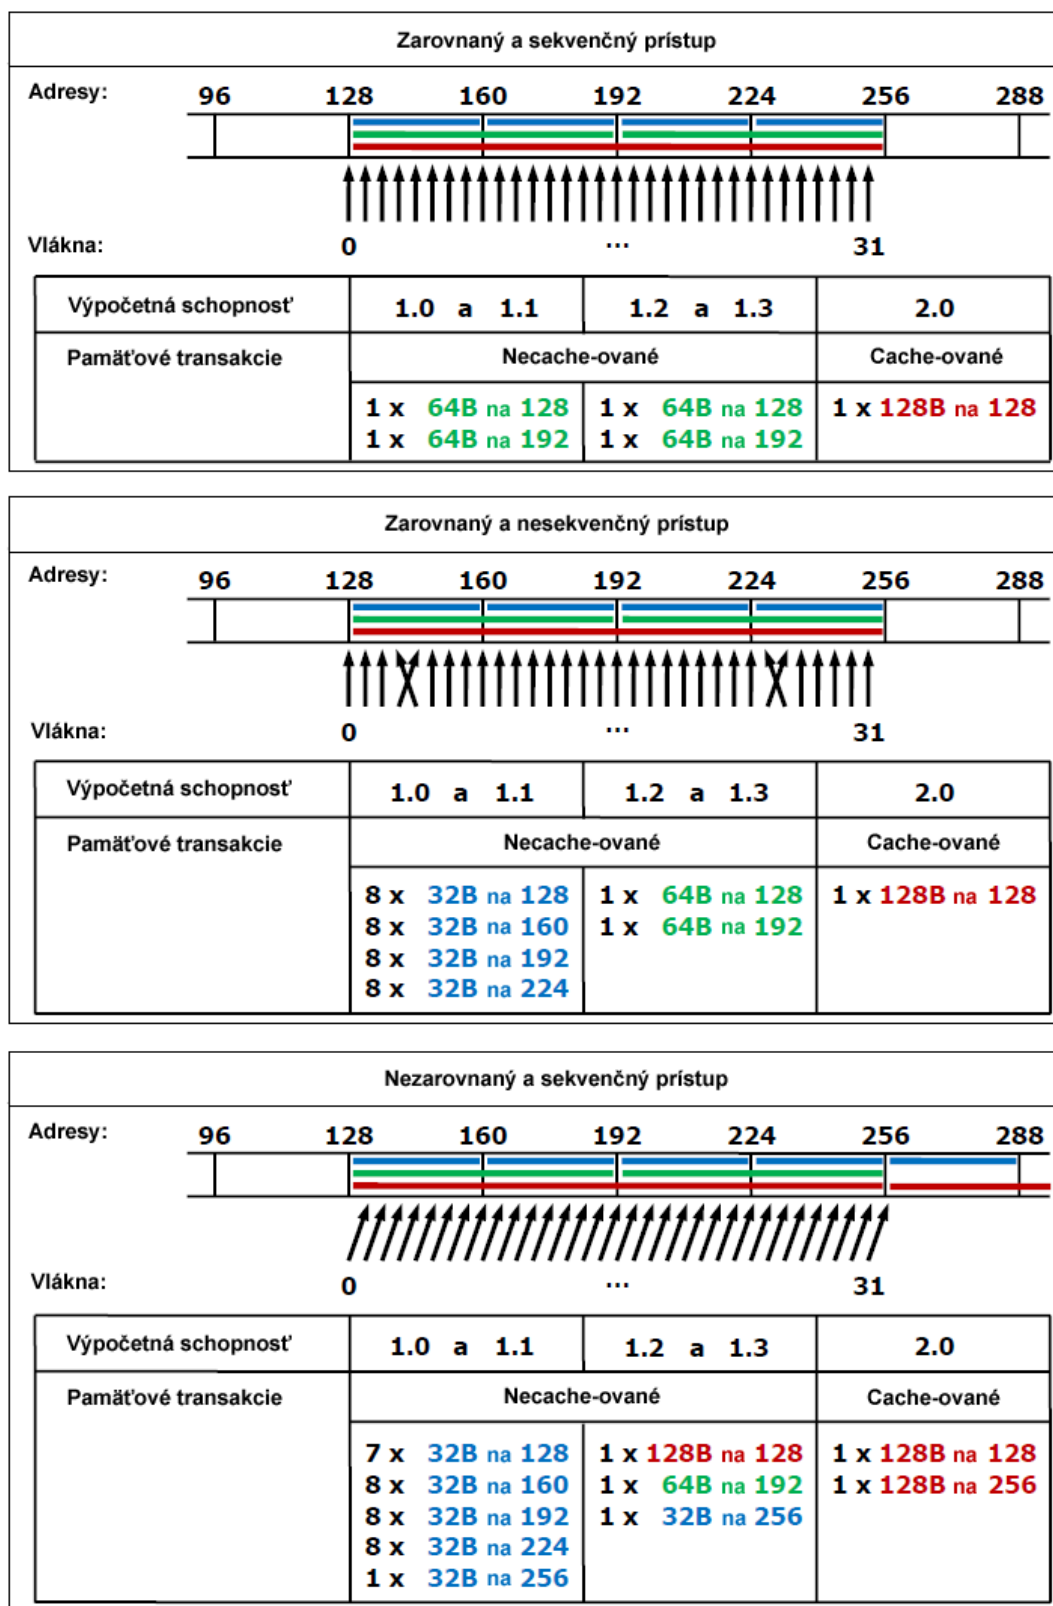 Zarovnaný a sekvenčný prístup
Adresy: 96 128 160 192 224 256 288
Vlákna: 0 ... 31
Výpočetná schopnosť 1.0 a 1.1 1.2 a 1.3 2.0
Pamäťové transakcie Necache-ované Cache-ované
1 x 64B na 128 1 x 64B na 128 1 x 128B na 128
1 x 64B na 192 1 x 64B na 192
Zarovnaný a nesekvenčný prístup
Adresy: 96 128 160 192 224 256 288
Vlákna: 0 ... 31
Výpočetná schopnosť 1.0 a 1.1 1.2 a 1.3 2.0
Pamäťové transakcie Necache-ované Cache-ované
8 x 32B na 128 1 x 64B na 128 1 x 128B na 128
8 x 32B na 160 1 x 64B na 192
8 x 32B na 192
8 x 32B na 224
Nezarovnaný a sekvenčný prístup
Adresy: 96 128 160 192 224 256 288
Vlákna: 0 ... 31
Výpočetná schopnosť 1.0 a 1.1 1.2 a 1.3 2.0
Pamäťové transakcie Necache-ované Cache-ované
7 x 32B na 128 1 x 128B na 128 1 x 128B na 128
8 x 32B na 160 1 x 64B na 192 1 x 128B na 256
8 x 32B na 192 1 x 32B na 256
8 x 32B na 224
1 x 32B na 256